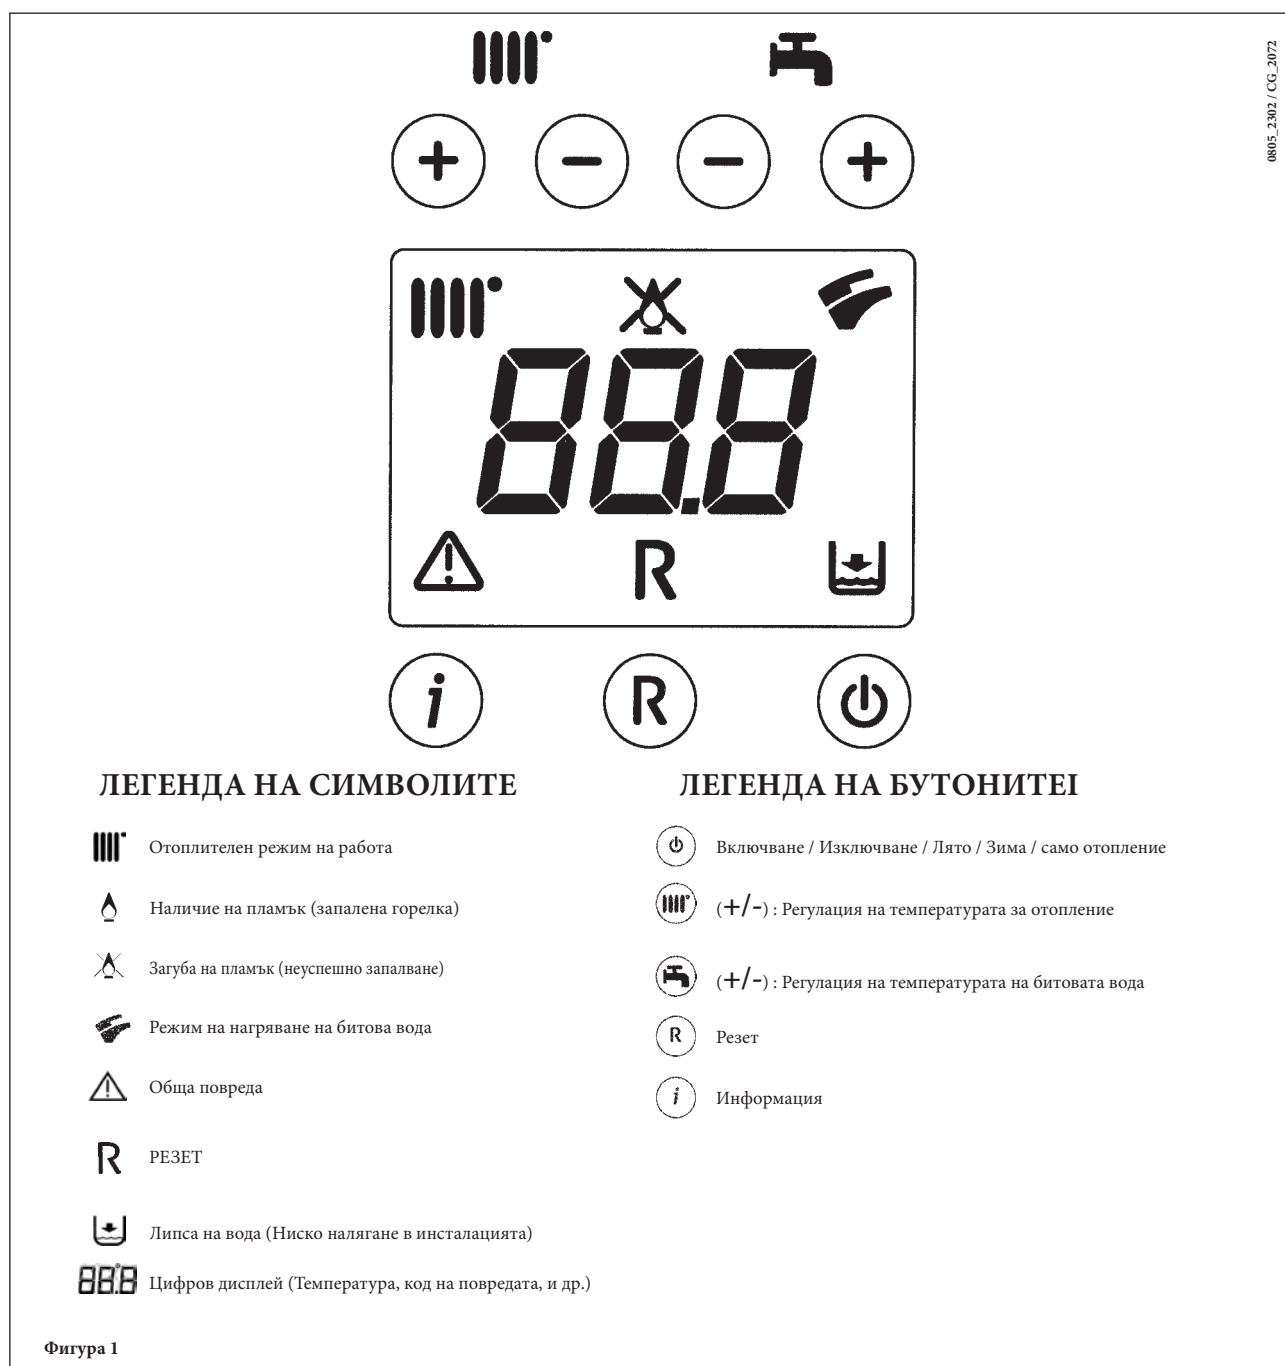 0805_2302 / CG_2072
+ - - +
88.8
R
i R
ЛЕГЕНДА НА СИМВОЛИТЕ
Отоплителен режим на работа
Наличие на пламък (запалена горелка)
Загуба на пламък (неуспешно запалване)
Режим на нагряване на битова вода
Обща повреда
R РЕЗЕТ
Липса на вода (Ниско налягане в инсталацията)
88.8 Цифров дисплей (Температура, код на повредата, и др.)
ЛЕГЕНДА НА БУТОНИТЕI
Включване / Изключване / Лято / Зима / само отопление
(+/-) : Регулация на температурата за отопление
(+/-) : Регулация на температурата на битовата вода
R Резет
i Информация
Фигура 1